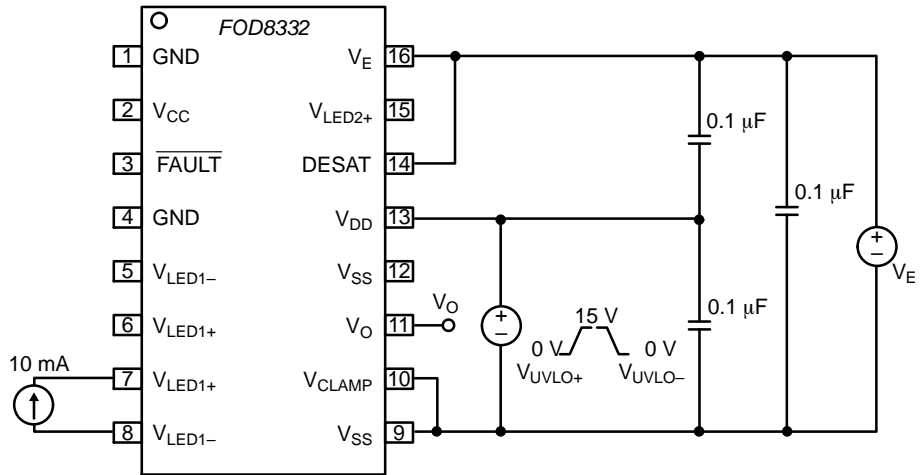 FOD8332
1 GND
2 VCC
3 FAULT
4 GND
5 VLED1–
6 VLED1+
7 VLED1+
8 VLED1–
VE 16
VLED2+ 15
DESAT 14
VDD 13
VSS 12
VO 11
VCLAMP 10
VSS 9
10 mA
VO
0.1 μF
0.1 μF
0.1 μF
+
–
15 V
0 V
0 V
VUVLO+
VUVLO–
+
–
VE